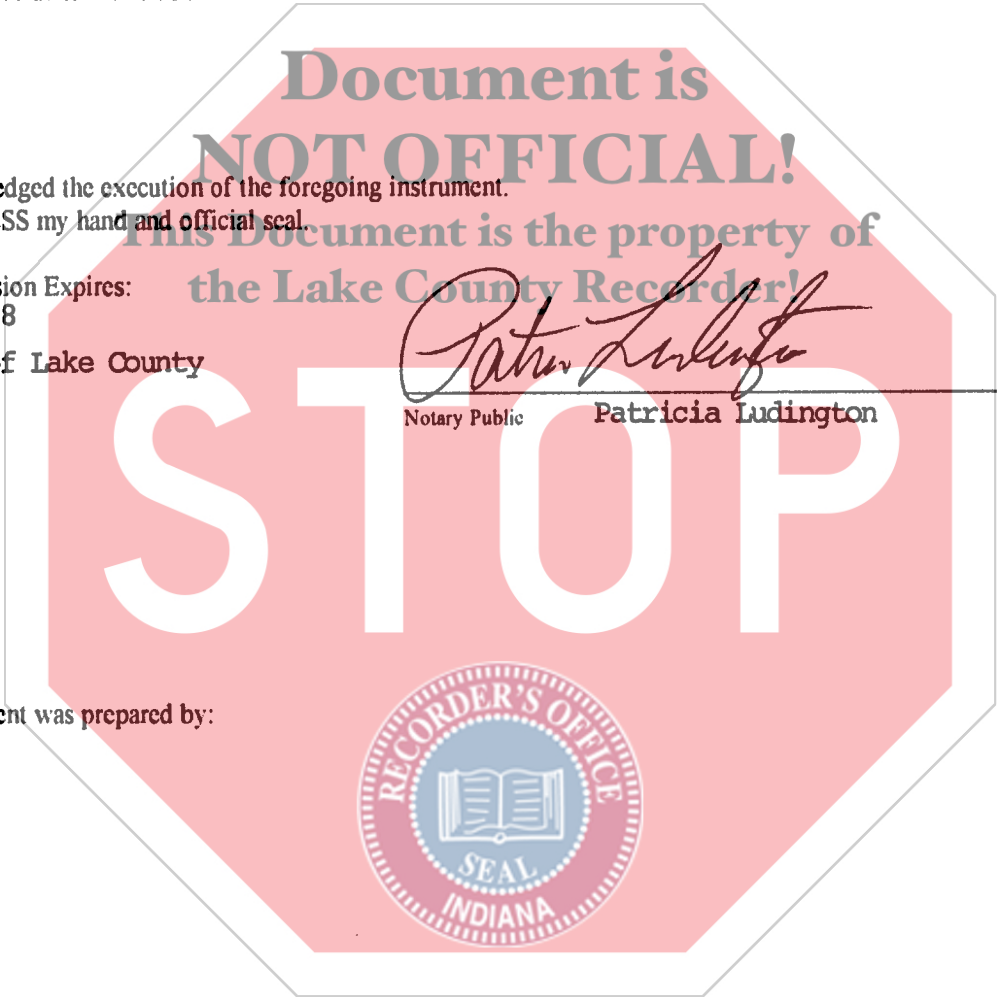 Document is
NOT OFFICIAL!
edged the execution of the foregoing instrument.
SS my hand and official seal.
This Document is the property of
sion Expires:
the Lake County Recorder!
8
f Lake County
Patricia Ludington
Notary Public Patricia Ludington
STOP
ent was prepared by:
RECORDER'S OFFICE
SEAL
INDIANA